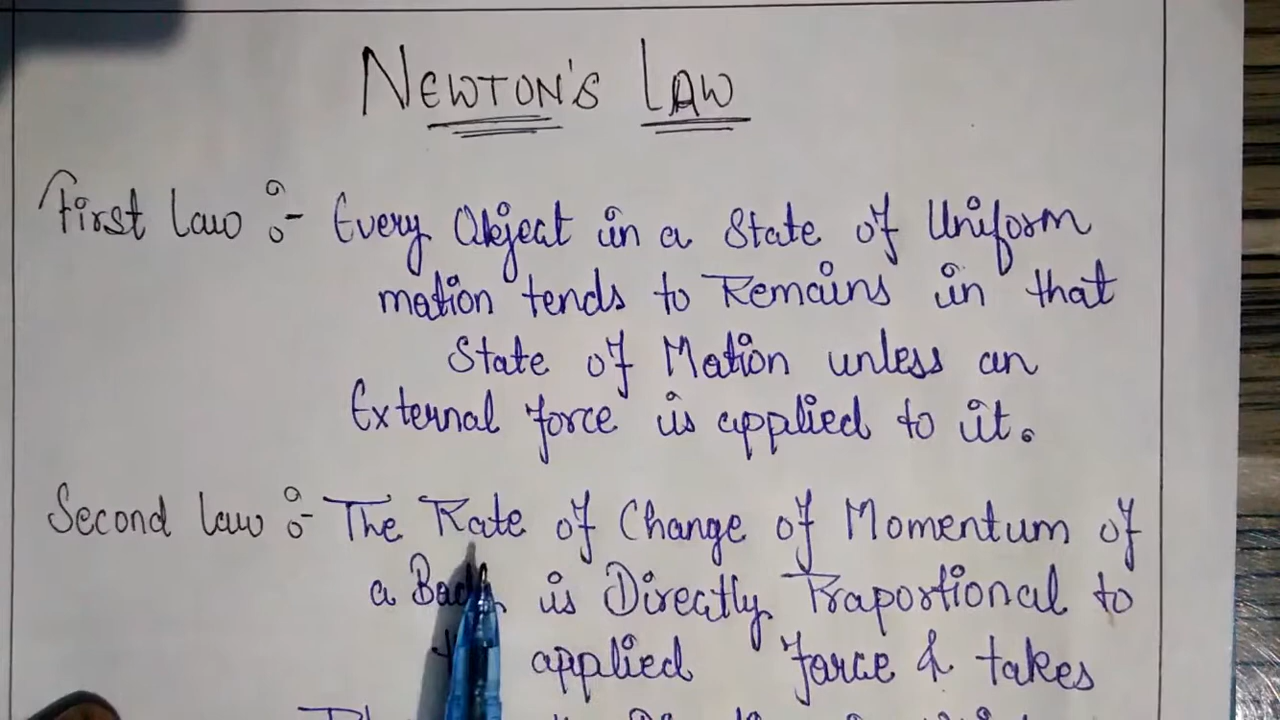 NEWTON'S LAW
First law :- Every Object in a State of Uniform
motion tends to Remains in that
State of Motion unless an
External force is applied to it.
Second law :- The Rate of Change of Momentum of
a is Directly Praportional to
applied force & takes